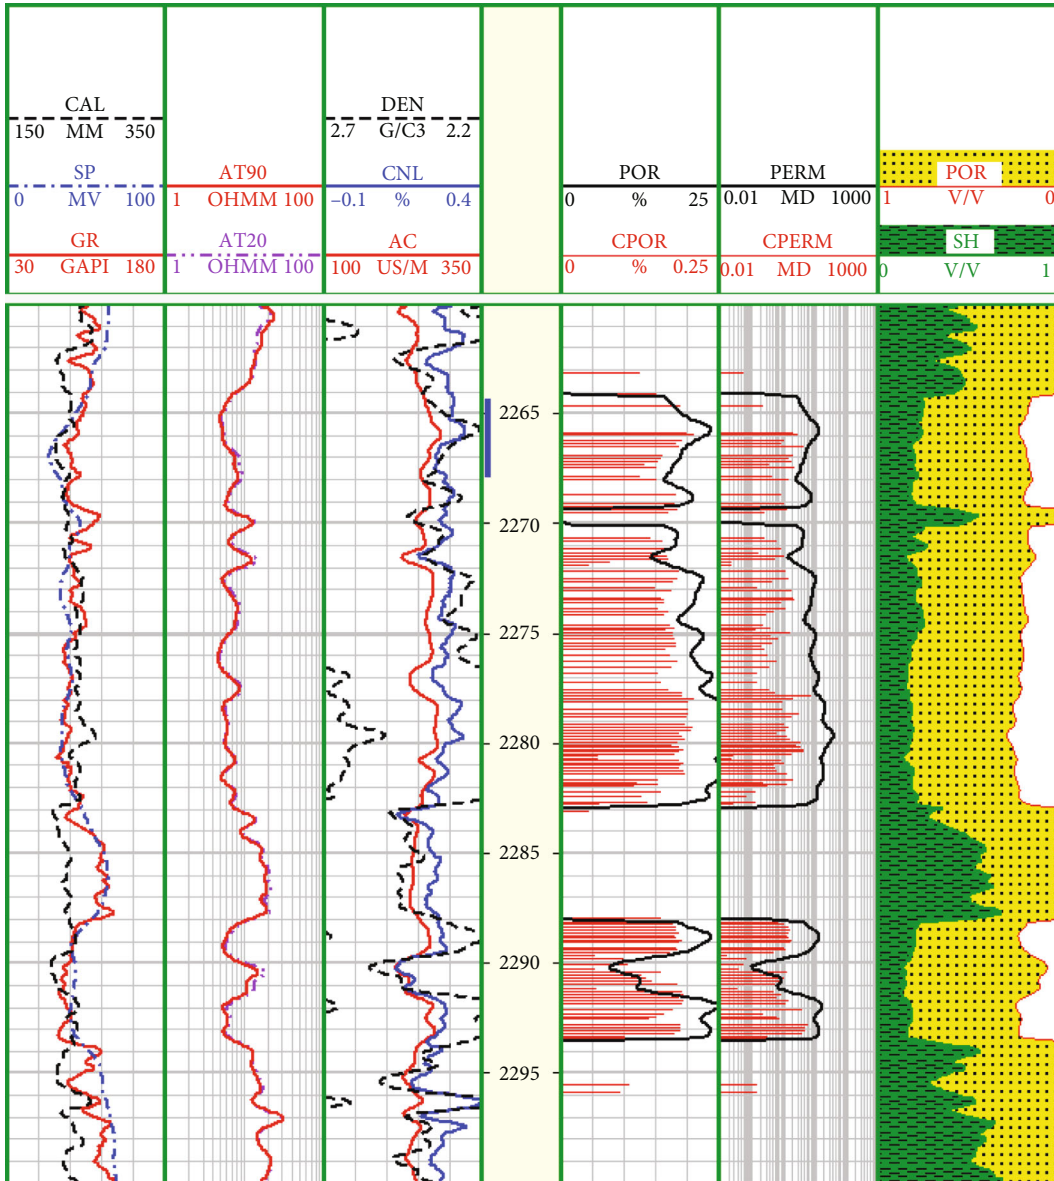 CAL
150 MM 350
SP
0 MV 100
GR
30 GAPI 180
AT90
1 OHMM 100
AT20
1 OHMM 100
DEN
2.7 G/C3 2.2
CNL
−0.1 % 0.4
AC
100 US/M 350
POR
0 % 25
CPOR
0 % 0.25
PERM
0.01 MD 1000
CPERM
0.01 MD 1000
POR
1 V/V 0
SH
0 V/V 1
2265
2270
2275
2280
2285
2290
2295